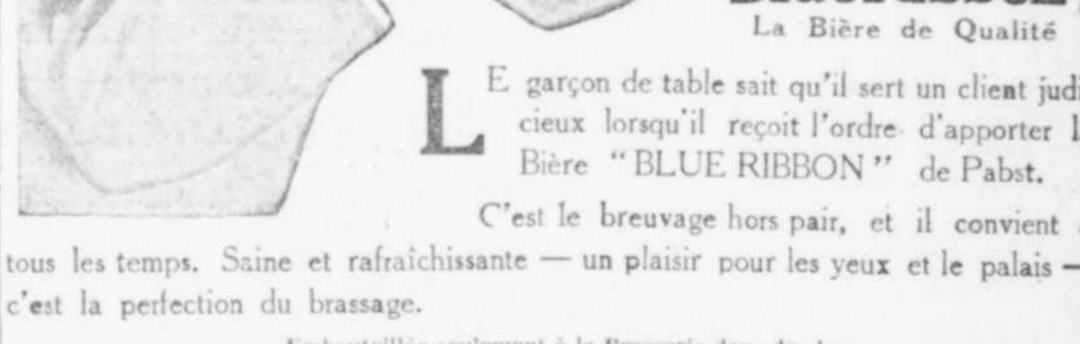 La Bière de Qualité
LE garçon de table sait qu'il sert un client judi
cieux lorsqu'il reçoit l'ordre d'apporter l
Bière "BLUE RIBBON" de Pabst.
C'est le breuvage hors pair, et il convient
tous les temps. Saine et rafraîchissante — un plaisir pour les yeux et le palais —
c'est la perfection du brassage.